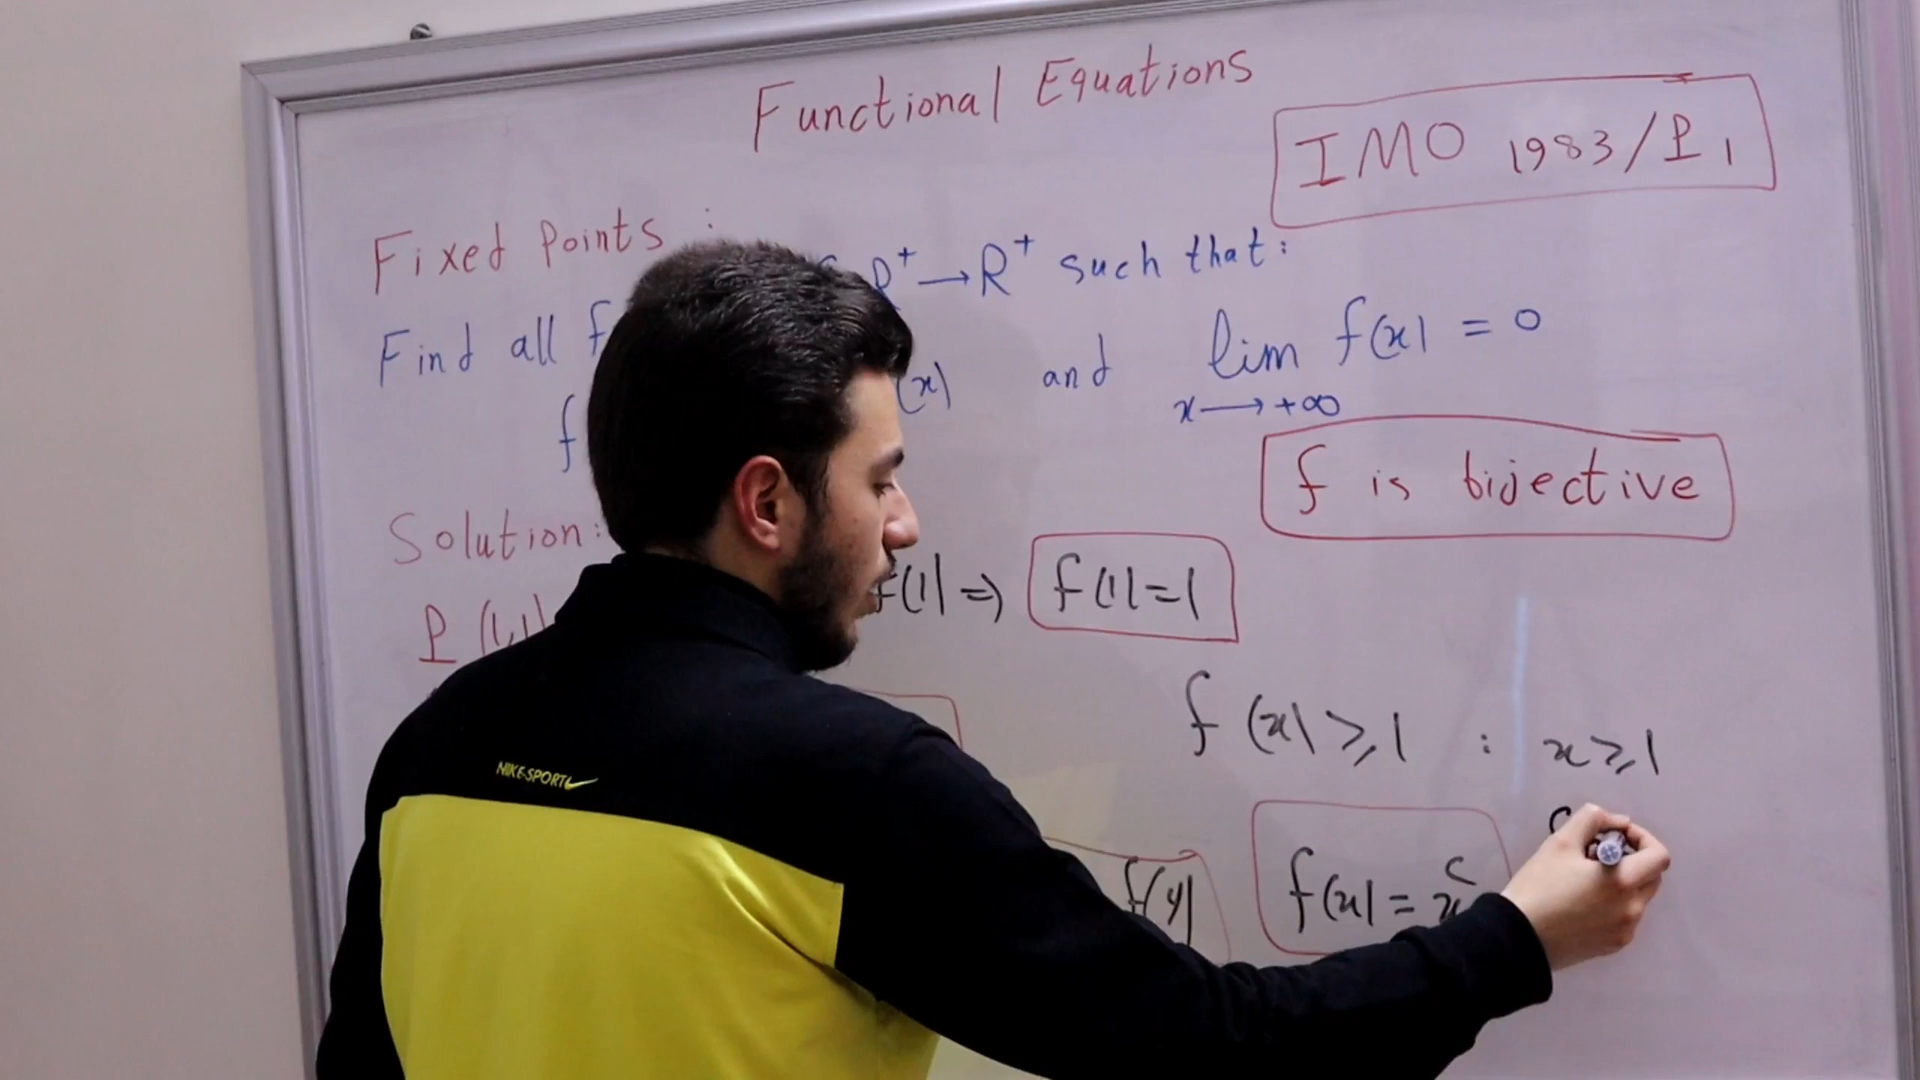 Functional Equations
IMO 1983/P1
Fixed Points :
Find all f R⁺→R⁺ such that:
f (x) and lim f(x) = 0
x→+∞
f is bijective
Solution:
P(1,1) f(1) => f(1)=1
f(x)≥1 : x≥1
f(y) f(x)=x^c
NIKE-SPORT